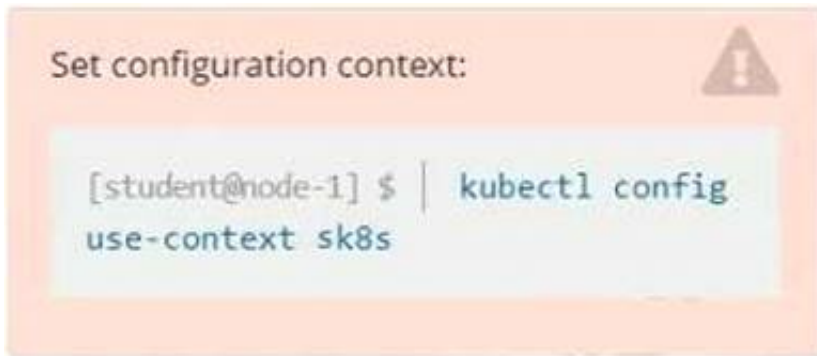 Set configuration context:
[student@node-1] $ | kubectl config
use-context sk8s